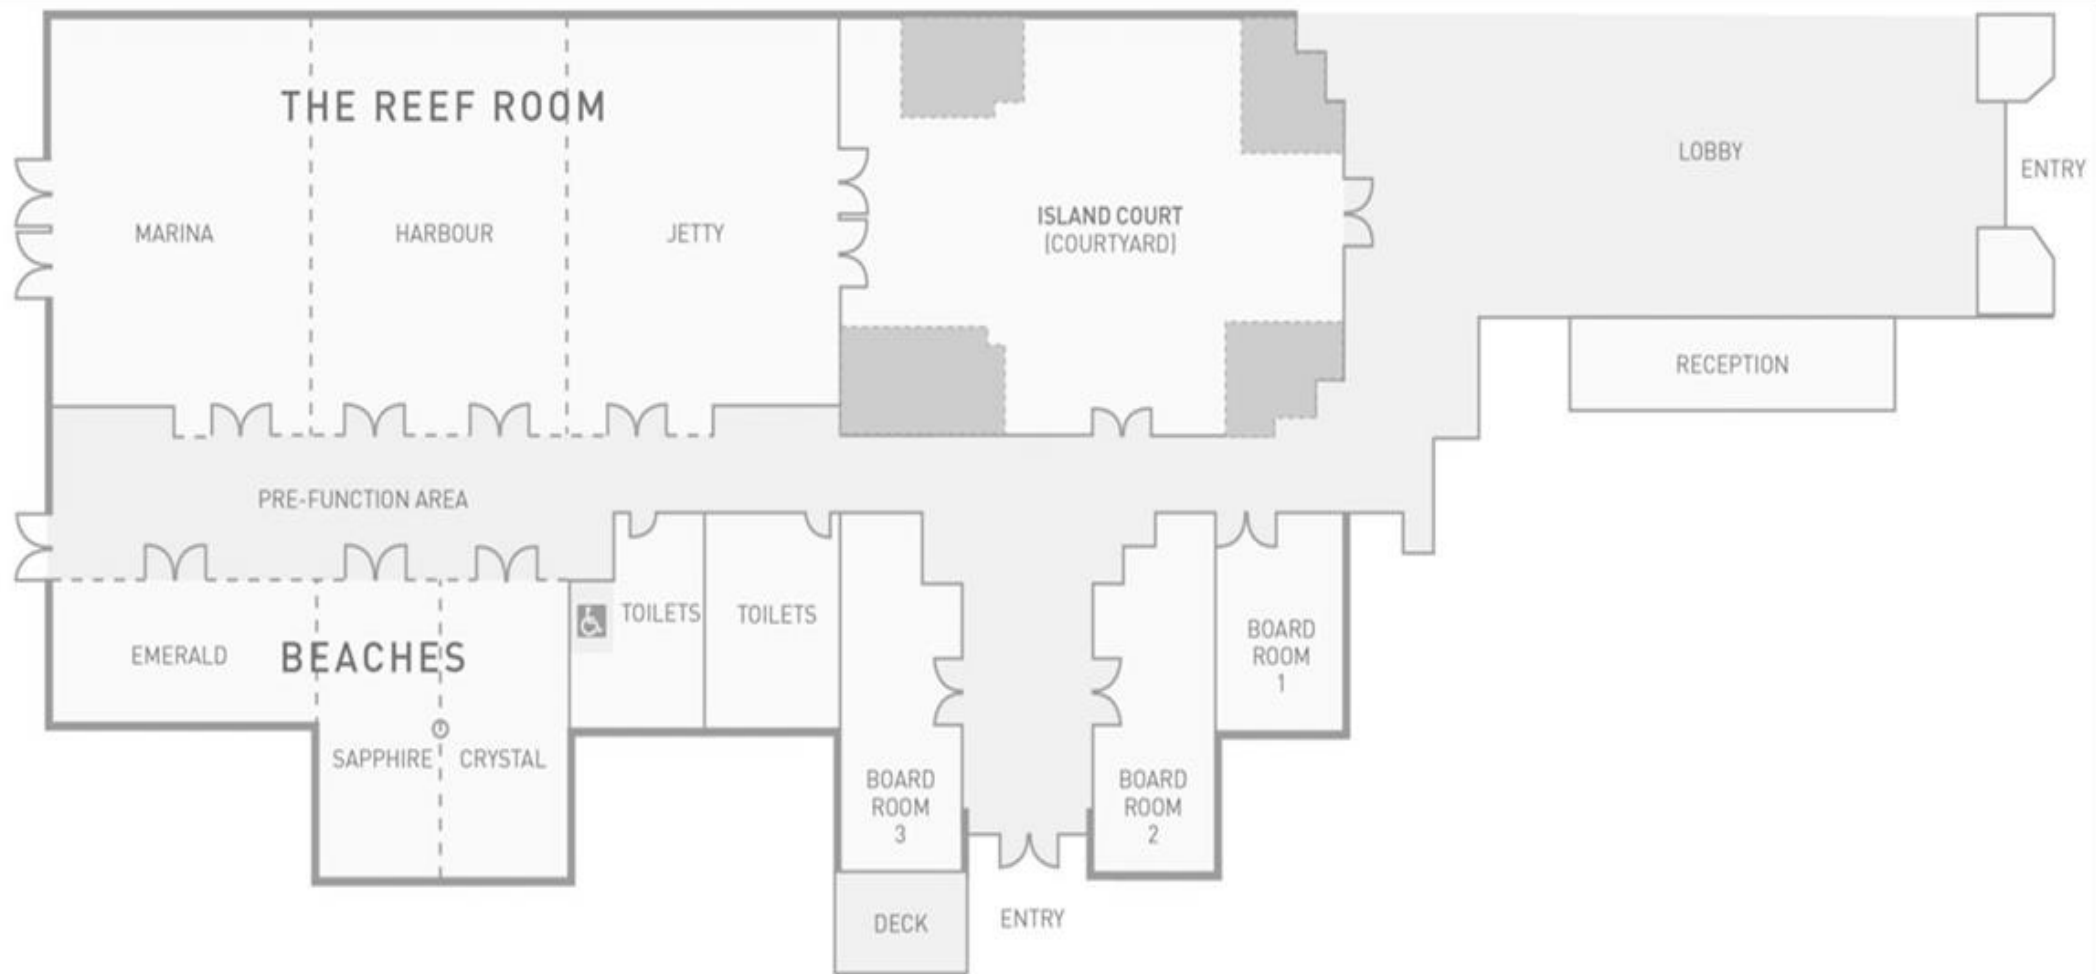 THE REEF ROOM
MARINA
HARBOUR
JETTY
ISLAND COURT
(COURTYARD)
LOBBY
ENTRY
RECEPTION
PRE-FUNCTION AREA
EMERALD
BEACHES
SAPPHIRE
CRYSTAL
TOILETS
TOILETS
BOARD
ROOM
3
BOARD
ROOM
2
BOARD
ROOM
1
DECK
ENTRY